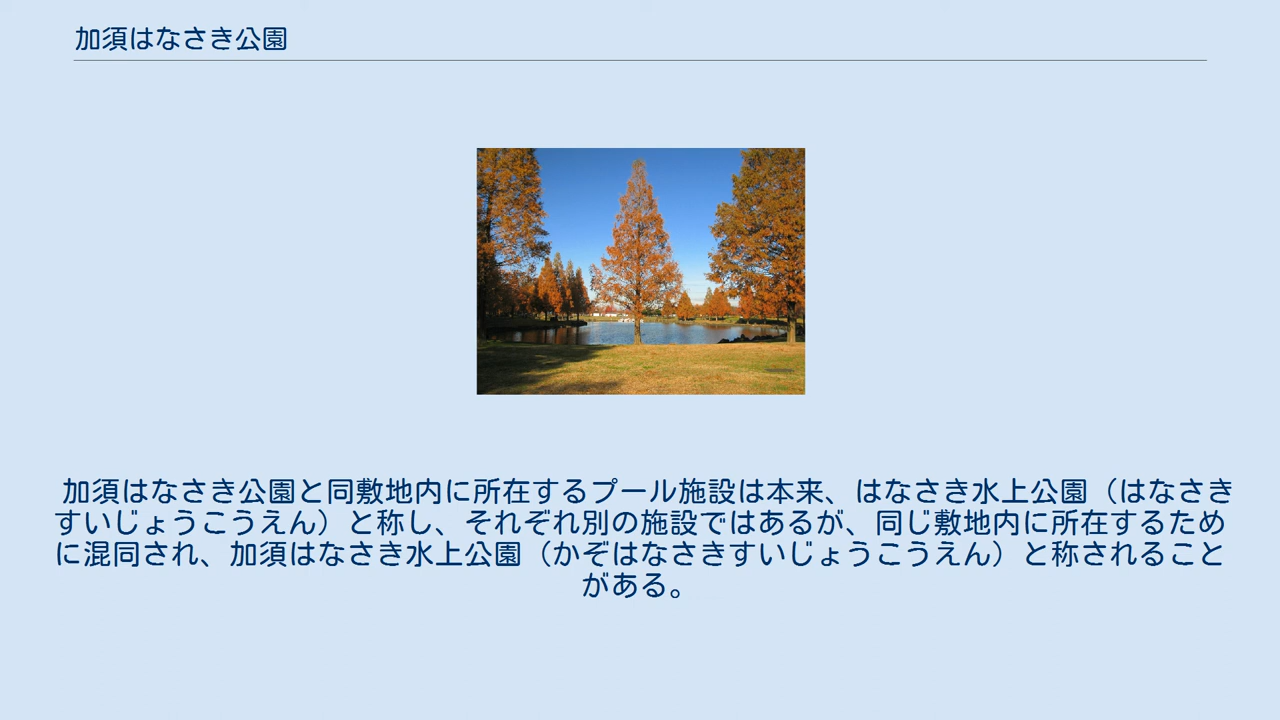 加須はなさき公園
加須はなさき公園と同敷地内に所在するプール施設は本来、はなさき水上公園（はなさき
すいじょうこうえん）と称し、それぞれ別の施設ではあるが、同じ敷地内に所在するため
に混同され、加須はなさき水上公園（かぞはなさきすいじょうこうえん）と称されること
がある。